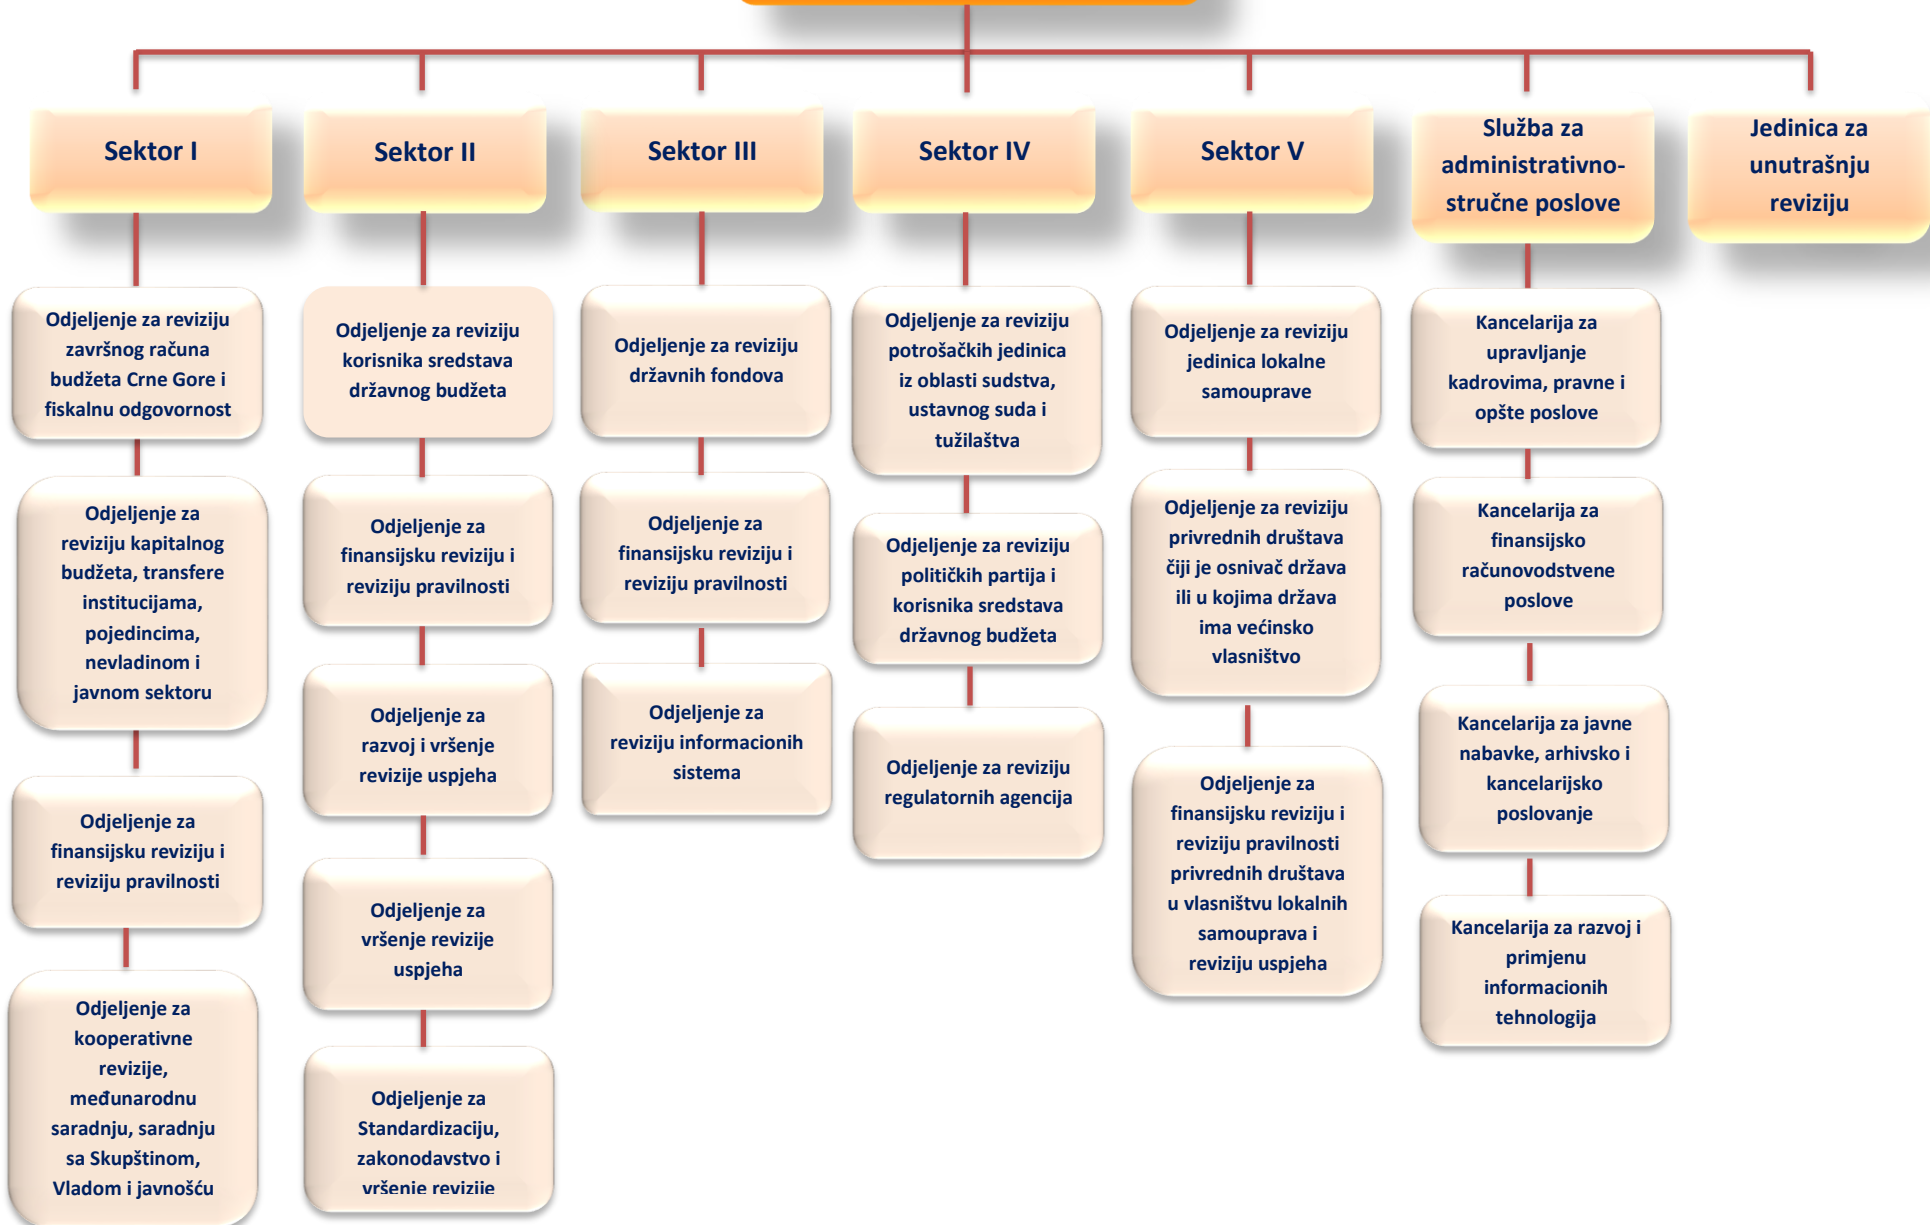 Sektor I
Sektor II
Sektor III
Sektor IV
Sektor V
Služba za
administrativno-
stručne poslove
Jedinica za
unutrašnju
reviziju
Odjeljenje za reviziju
završnog računa
budžeta Crne Gore i
fiskalnu odgovornost
Odjeljenje za
reviziju kapitalnog
budžeta, transfere
institucijama,
pojedincima,
nevladinom i
javnom sektoru
Odjeljenje za
finansijsku reviziju i
reviziju pravilnosti
Odjeljenje za
kooperativne
revizije,
međunarodnu
saradnju, saradnju
sa Skupštinom,
Vladom i javnošću
Odjeljenje za reviziju
korisnika sredstava
državnog budžeta
Odjeljenje za
finansijsku reviziju i
reviziju pravilnosti
Odjeljenje za
razvoj i vršenje
revizije uspjeha
Odjeljenje za
vršenje revizije
uspjeha
Odjeljenje za
Standardizaciju,
zakonodavstvo i
vršenje revizije
Odjeljenje za reviziju
državnih fondova
Odjeljenje za
finansijsku reviziju i
reviziju pravilnosti
Odjeljenje za
reviziju informacionih
sistema
Odjeljenje za reviziju
potrošačkih jedinica
iz oblasti sudstva,
ustavnog suda i
tužilaštva
Odjeljenje za reviziju
političkih partija i
korisnika sredstava
državnog budžeta
Odjeljenje za reviziju
regulatornih agencija
Odjeljenje za reviziju
jedinica lokalne
samouprave
Odjeljenje za reviziju
privrednih društava
čiji je osnivač država
ili u kojima država
ima većinsko
vlasništvo
Odjeljenje za
finansijsku reviziju i
reviziju pravilnosti
privrednih društava
u vlasništvu lokalnih
samouprava i
reviziju uspjeha
Kancelarija za
upravljanje
kadrovima, pravne i
opšte poslove
Kancelarija za
finansijsko
računovodstvene
poslove
Kancelarija za javne
nabavke, arhivsko i
kancelarijsko
poslovanje
Kancelarija za razvoj i
primjenu
informacionih
tehnologija